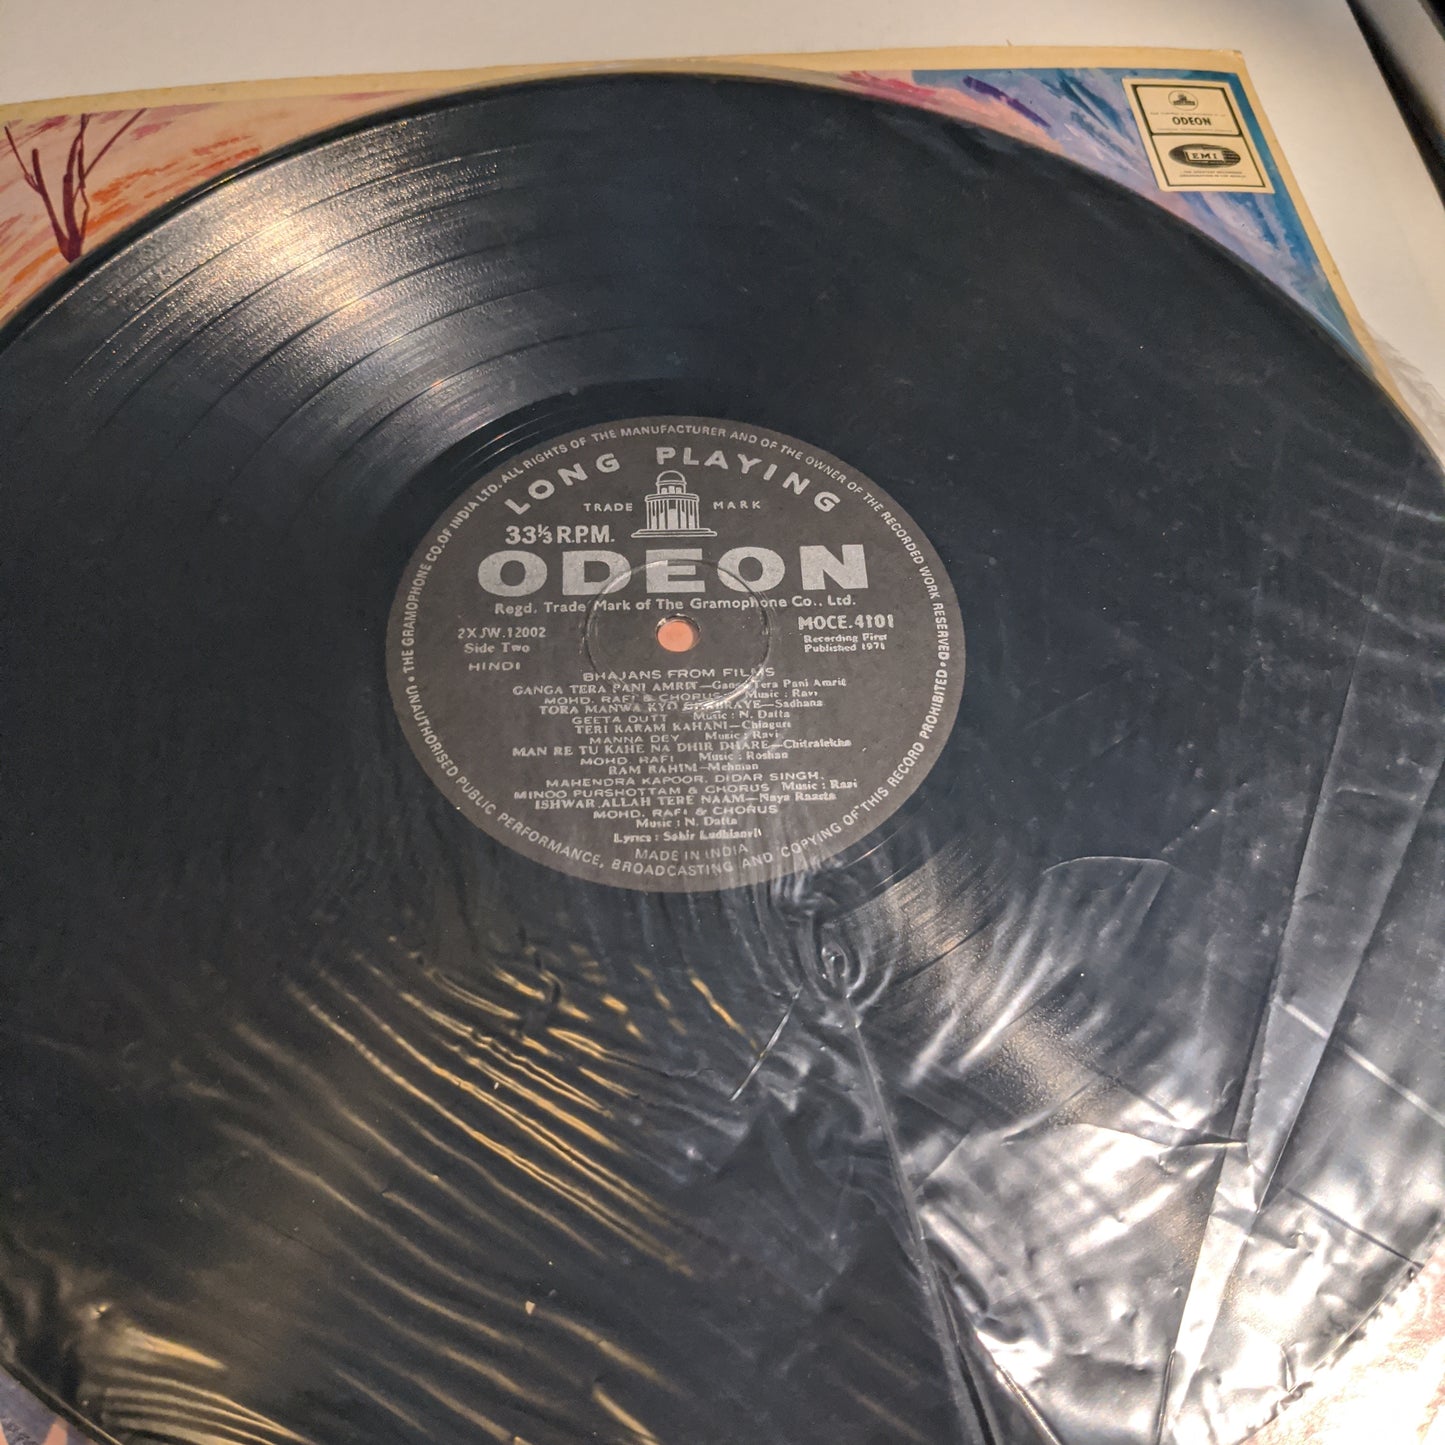 ODEON
EMI
UNAUTHORISED PUBLIC PERFORMANCE, BROADCASTING AND COPYING OF THIS RECORD PROHIBITED • THE GRAMOPHONE CO. OF INDIA LTD. ALL RIGHTS OF THE MANUFACTURER AND OF THE OWNER OF THE RECORDED WORK RESERVED •
LONG PLAYING
TRADE MARK
33⅓ R.P.M.
ODEON
Regd. Trade Mark of The Gramophone Co., Ltd.
2XJW.12002 MOCE.4101
Side Two Recording First
Published 1971
HINDI
BHAJANS FROM FILMS
GANGA TERA PANI AMRIT—Ganga Tera Pani Amrit
MOHD. RAFI & CHORUS Music : Ravi
TORA MANWA KYO GHABRAYE—Sadhana
GEETA DUTT Music : N. Datta
TERI KARAM KAHANI—Chingari
MANNA DEY Music : Ravi
MAN RE TU KAHE NA DHIR DHARE—Chitralekha
MOHD. RAFI Music : Roshan
RAM RAHIM—Mehman
MAHENDRA KAPOOR, DIDAR SINGH,
MINOO PURSHOTTAM & CHORUS Music : Ravi
ISHWAR ALLAH TERE NAAM—Naya Raasta
MOHD. RAFI & CHORUS
Music : N. Datta
Lyrics : Sahir Ludhianvi
MADE IN INDIA